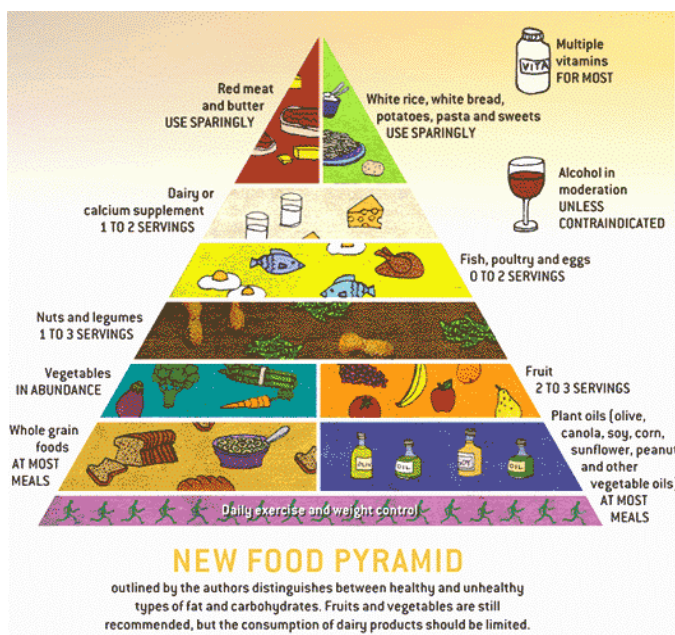 Multiple
vitamins
FOR MOST
VITA
Red meat
and butter
USE SPARINGLY
White rice, white bread,
potatoes, pasta and sweets
USE SPARINGLY
Alcohol in
moderation
UNLESS
CONTRAINDICATED
Dairy or
calcium supplement
1 TO 2 SERVINGS
Fish, poultry and eggs
0 TO 2 SERVINGS
Nuts and legumes
1 TO 3 SERVINGS
Vegetables
IN ABUNDANCE
Fruit
2 TO 3 SERVINGS
Whole grain
foods
AT MOST
MEALS
OIL
OIL
Plant oils (olive,
canola, soy, corn,
sunflower, peanut
and other
vegetable oils)
AT MOST
MEALS
Daily exercise and weight control
NEW FOOD PYRAMID
outlined by the authors distinguishes between healthy and unhealthy
types of fat and carbohydrates. Fruits and vegetables are still
recommended, but the consumption of dairy products should be limited.